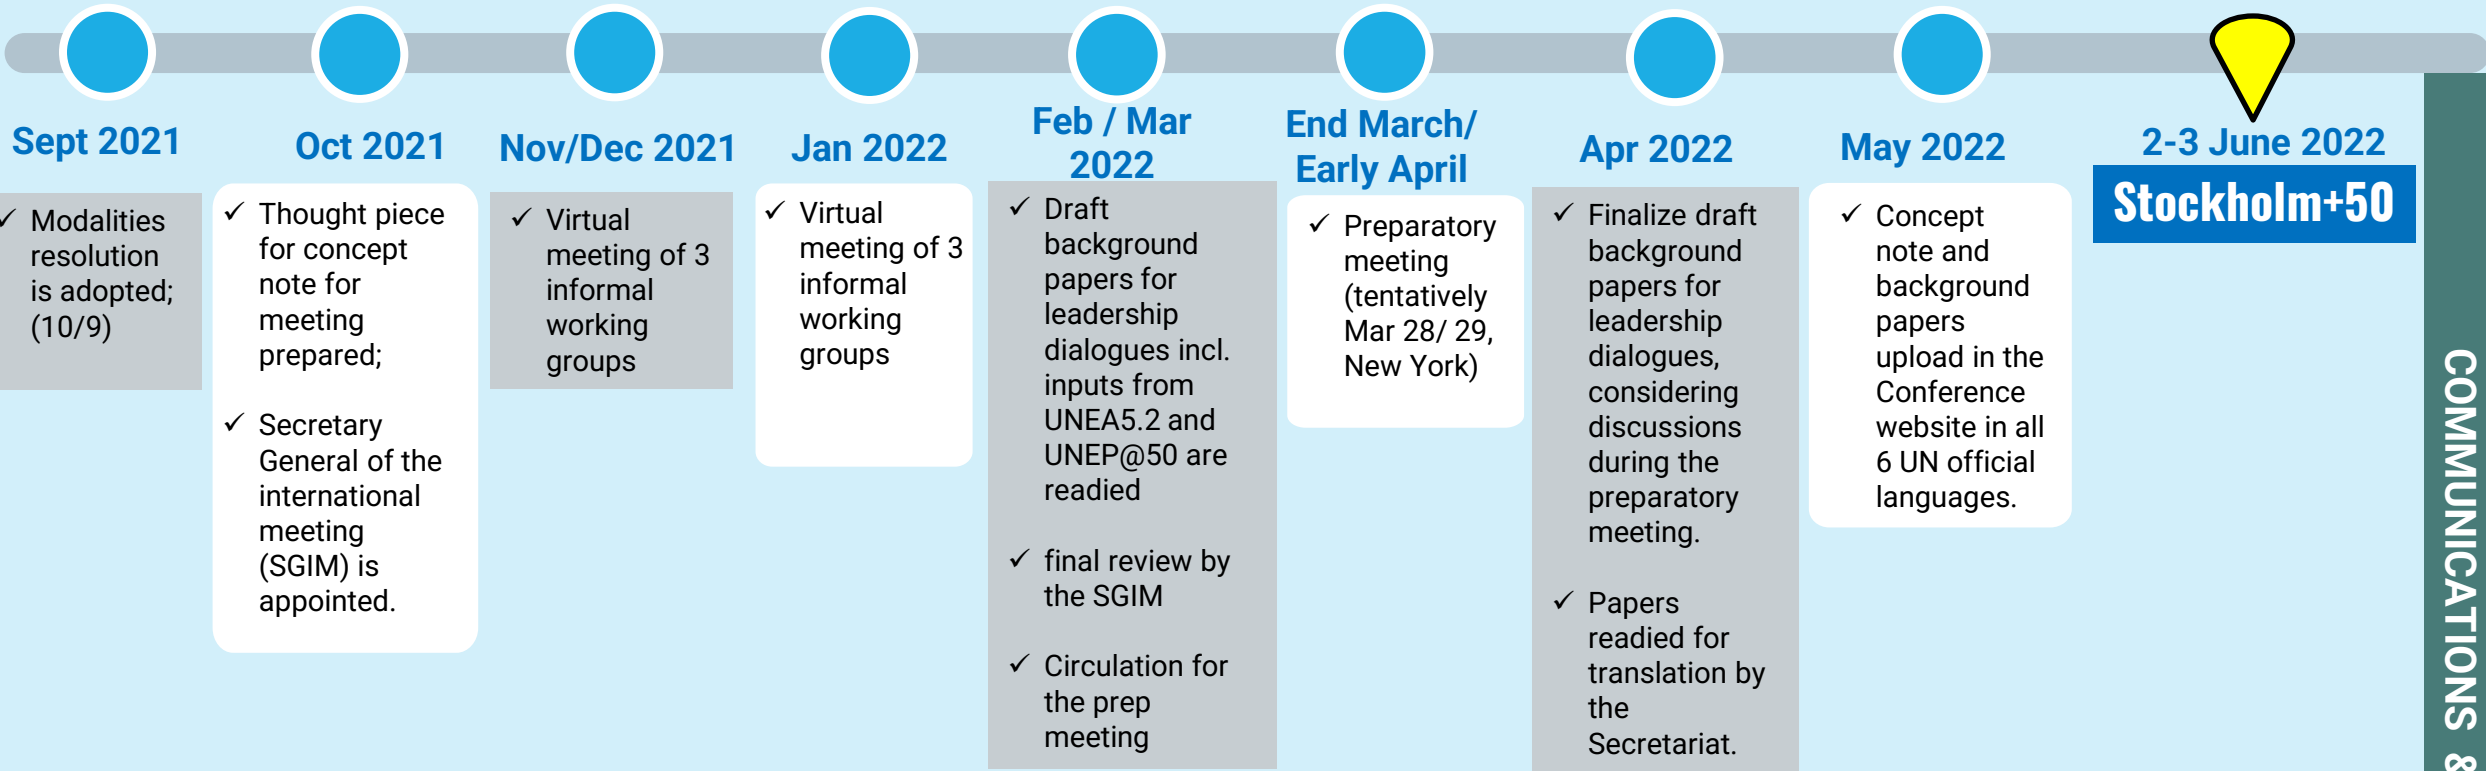 Sept 2021
✓ Modalities
resolution
is adopted;
(10/9)
Oct 2021
✓ Thought piece
for concept
note for
meeting
prepared;
✓ Secretary
General of the
international
meeting
(SGIM) is
appointed.
Nov/Dec 2021
✓ Virtual
meeting of 3
informal
working
groups
Jan 2022
✓ Virtual
meeting of 3
informal
working
groups
Feb / Mar
2022
✓ Draft
background
papers for
leadership
dialogues incl.
inputs from
UNEA5.2 and
UNEP@50 are
readied
✓ final review by
the SGIM
✓ Circulation for
the prep
meeting
End March/
Early April
✓ Preparatory
meeting
(tentatively
Mar 28/ 29,
New York)
Apr 2022
✓ Finalize draft
background
papers for
leadership
dialogues,
considering
discussions
during the
preparatory
meeting.
✓ Papers
readied for
translation by
the
Secretariat.
May 2022
✓ Concept
note and
background
papers
upload in the
Conference
website in all
6 UN official
languages.
2-3 June 2022
Stockholm+50
COMMUNICATIONS &